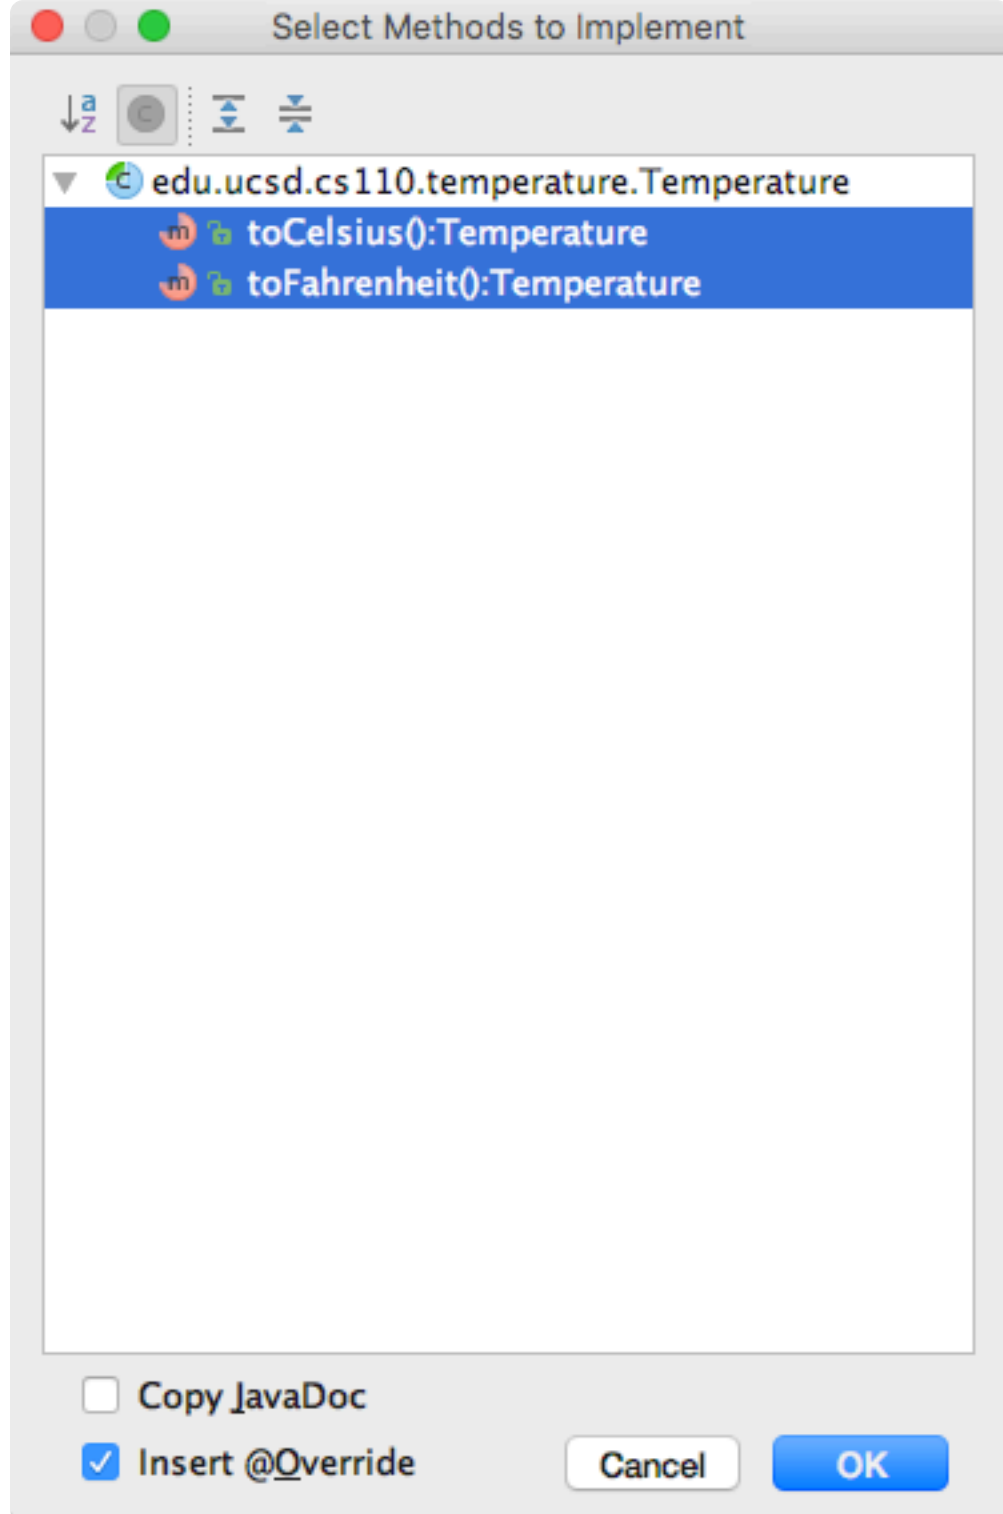 Select Methods to Implement
a
z
C
C edu.ucsd.cs110.temperature.Temperature
m toCelsius():Temperature
m toFahrenheit():Temperature
Copy JavaDoc
Insert @Override
Cancel
OK